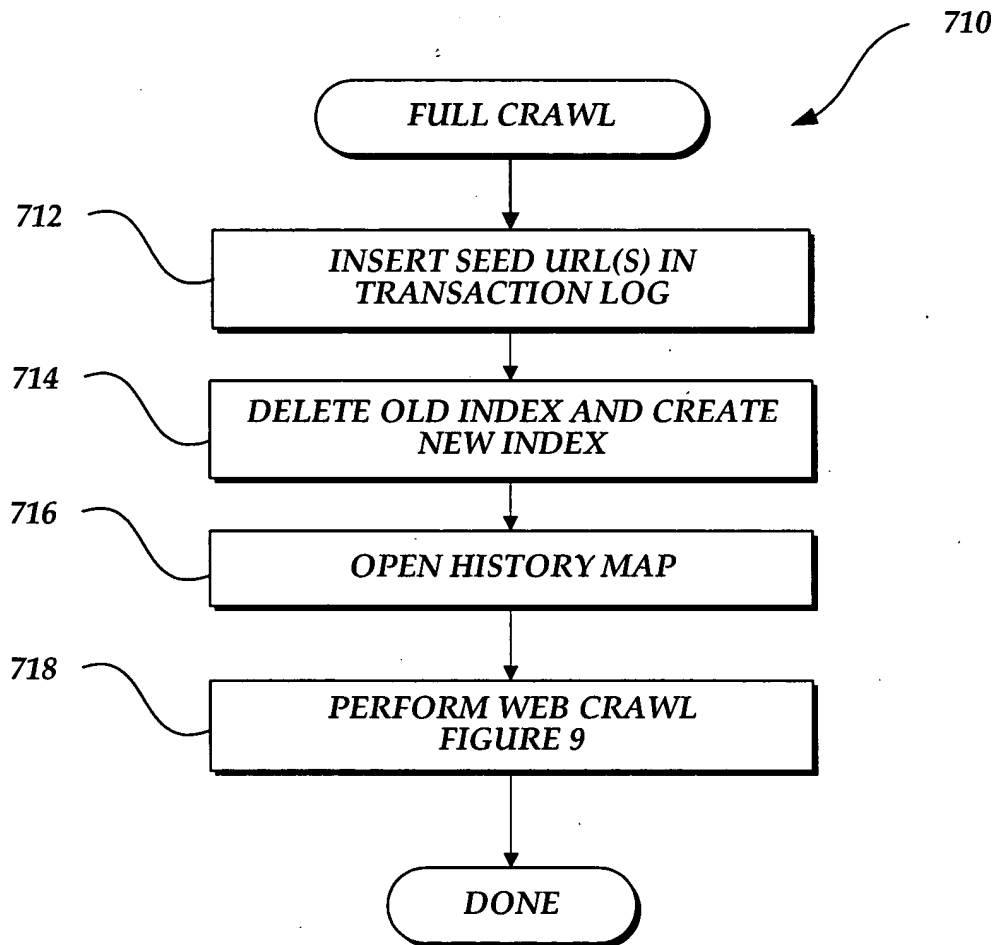 710
FULL CRAWL
712
INSERT SEED URL(S) IN
TRANSACTION LOG
714
DELETE OLD INDEX AND CREATE
NEW INDEX
716
OPEN HISTORY MAP
718
PERFORM WEB CRAWL
FIGURE 9
DONE